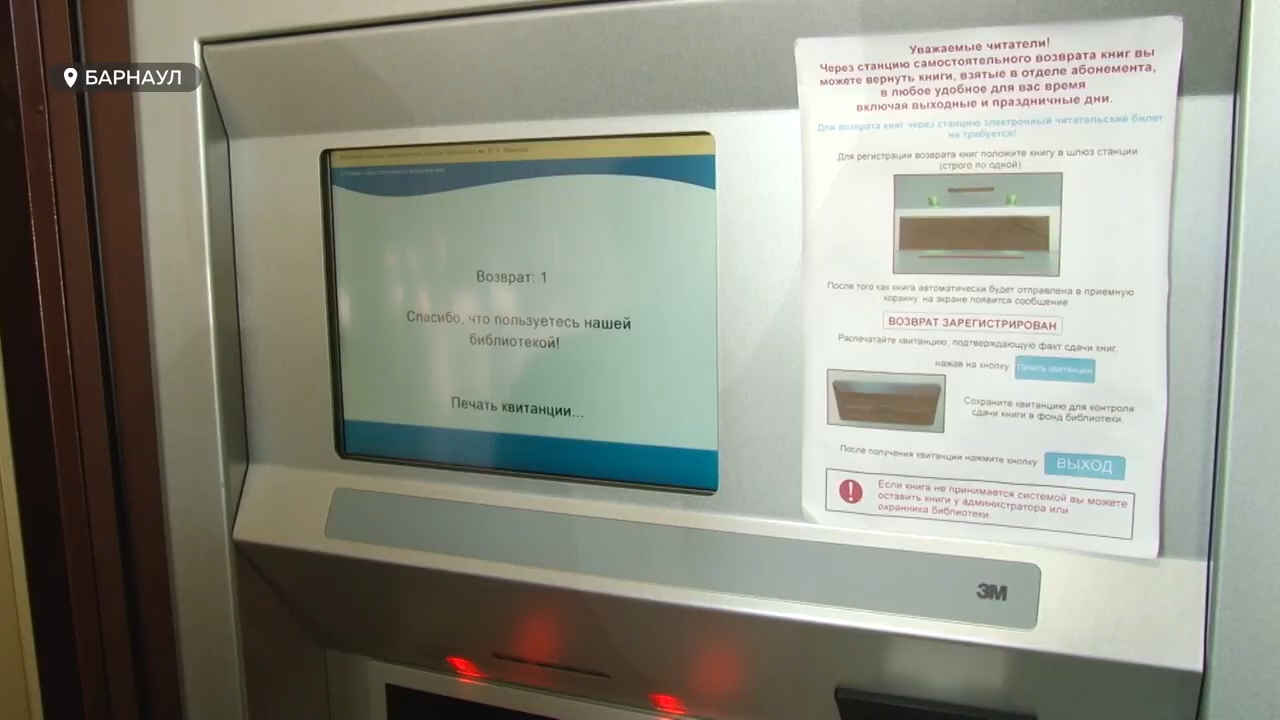 БАРНАУЛ
Возврат: 1
Спасибо, что пользуетесь нашей
библиотекой!
Печать квитанции...
Уважаемые читатели!
Через станцию самостоятельного возврата книг вы
можете вернуть книги, взятые в отделе абонемента,
в любое удобное для вас время
включая выходные и праздничные дни.
Для возврата книг через станцию электронный читательский билет
не требуется!
Для регистрации возврата книг положите книгу в шлюз станции
(строго по одной)
После того как книга автоматически будет отправлена в приемную
корзину на экране появится сообщение
ВОЗВРАТ ЗАРЕГИСТРИРОВАН
Распечатайте квитанцию, подтверждающую факт сдачи книг,
нажав на кнопку Печать квитанции
Сохраните квитанцию для контроля
сдачи книги в фонд библиотеки.
После получения квитанции нажмите кнопку ВЫХОД
Если книга не принимается системой вы можете
оставить книги у администратора или
охранника библиотеки.
3M